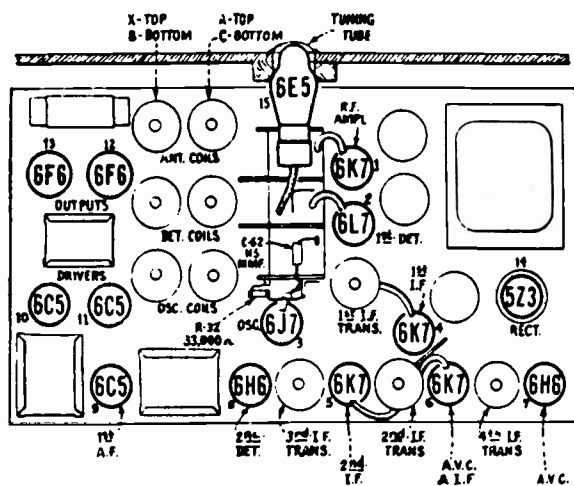 X-TOP
B-BOTTOM
A-TOP
C-BOTTOM
TUNING
TUBE
6E5
15
R.F.
AMPL
13
12
6F6
6F6
ANT. COILS
6K7
1
OUTPUTS
2
6L7
1st DET.
DET. COILS
C-62
DRIVERS
MMF.
1st
I.F.
14
10
6C5
11
6C5
OSC. COILS
R-32
33,000Ω
OSC.
6J7
3
1st I.F.
TRANS.
6K7
4
5Z3
RECT.
6C5
9
6H6
8
6K7
5
6K7
6
6H6
7
1st
A.F.
2nd
DET.
3rd I.F.
TRANS.
2nd
I.F.
2nd I.F.
TRANS
A.V.C.
& I.F
4th I.F.
TRANS
A.V.C.